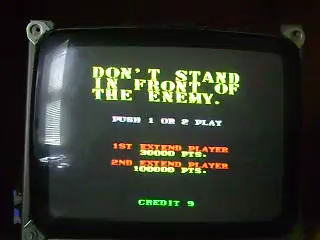 DON'T STAND
IN FRONT OF
THE ENEMY.
PUSH 1 OR 2 PLAY
1ST EXTEND PLAYER
30000 PTS.
2ND EXTEND PLAYER
100000 PTS.
CREDIT 9